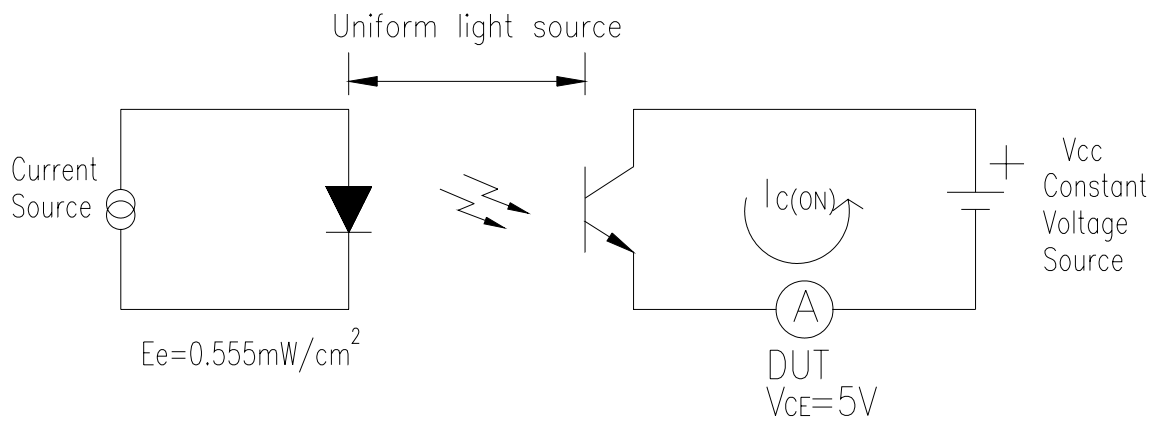 Uniform light source
Current
Source
Ee=0.555mW/cm²
IC(ON)
+
Vcc
Constant
Voltage
Source
A
DUT
VCE=5V